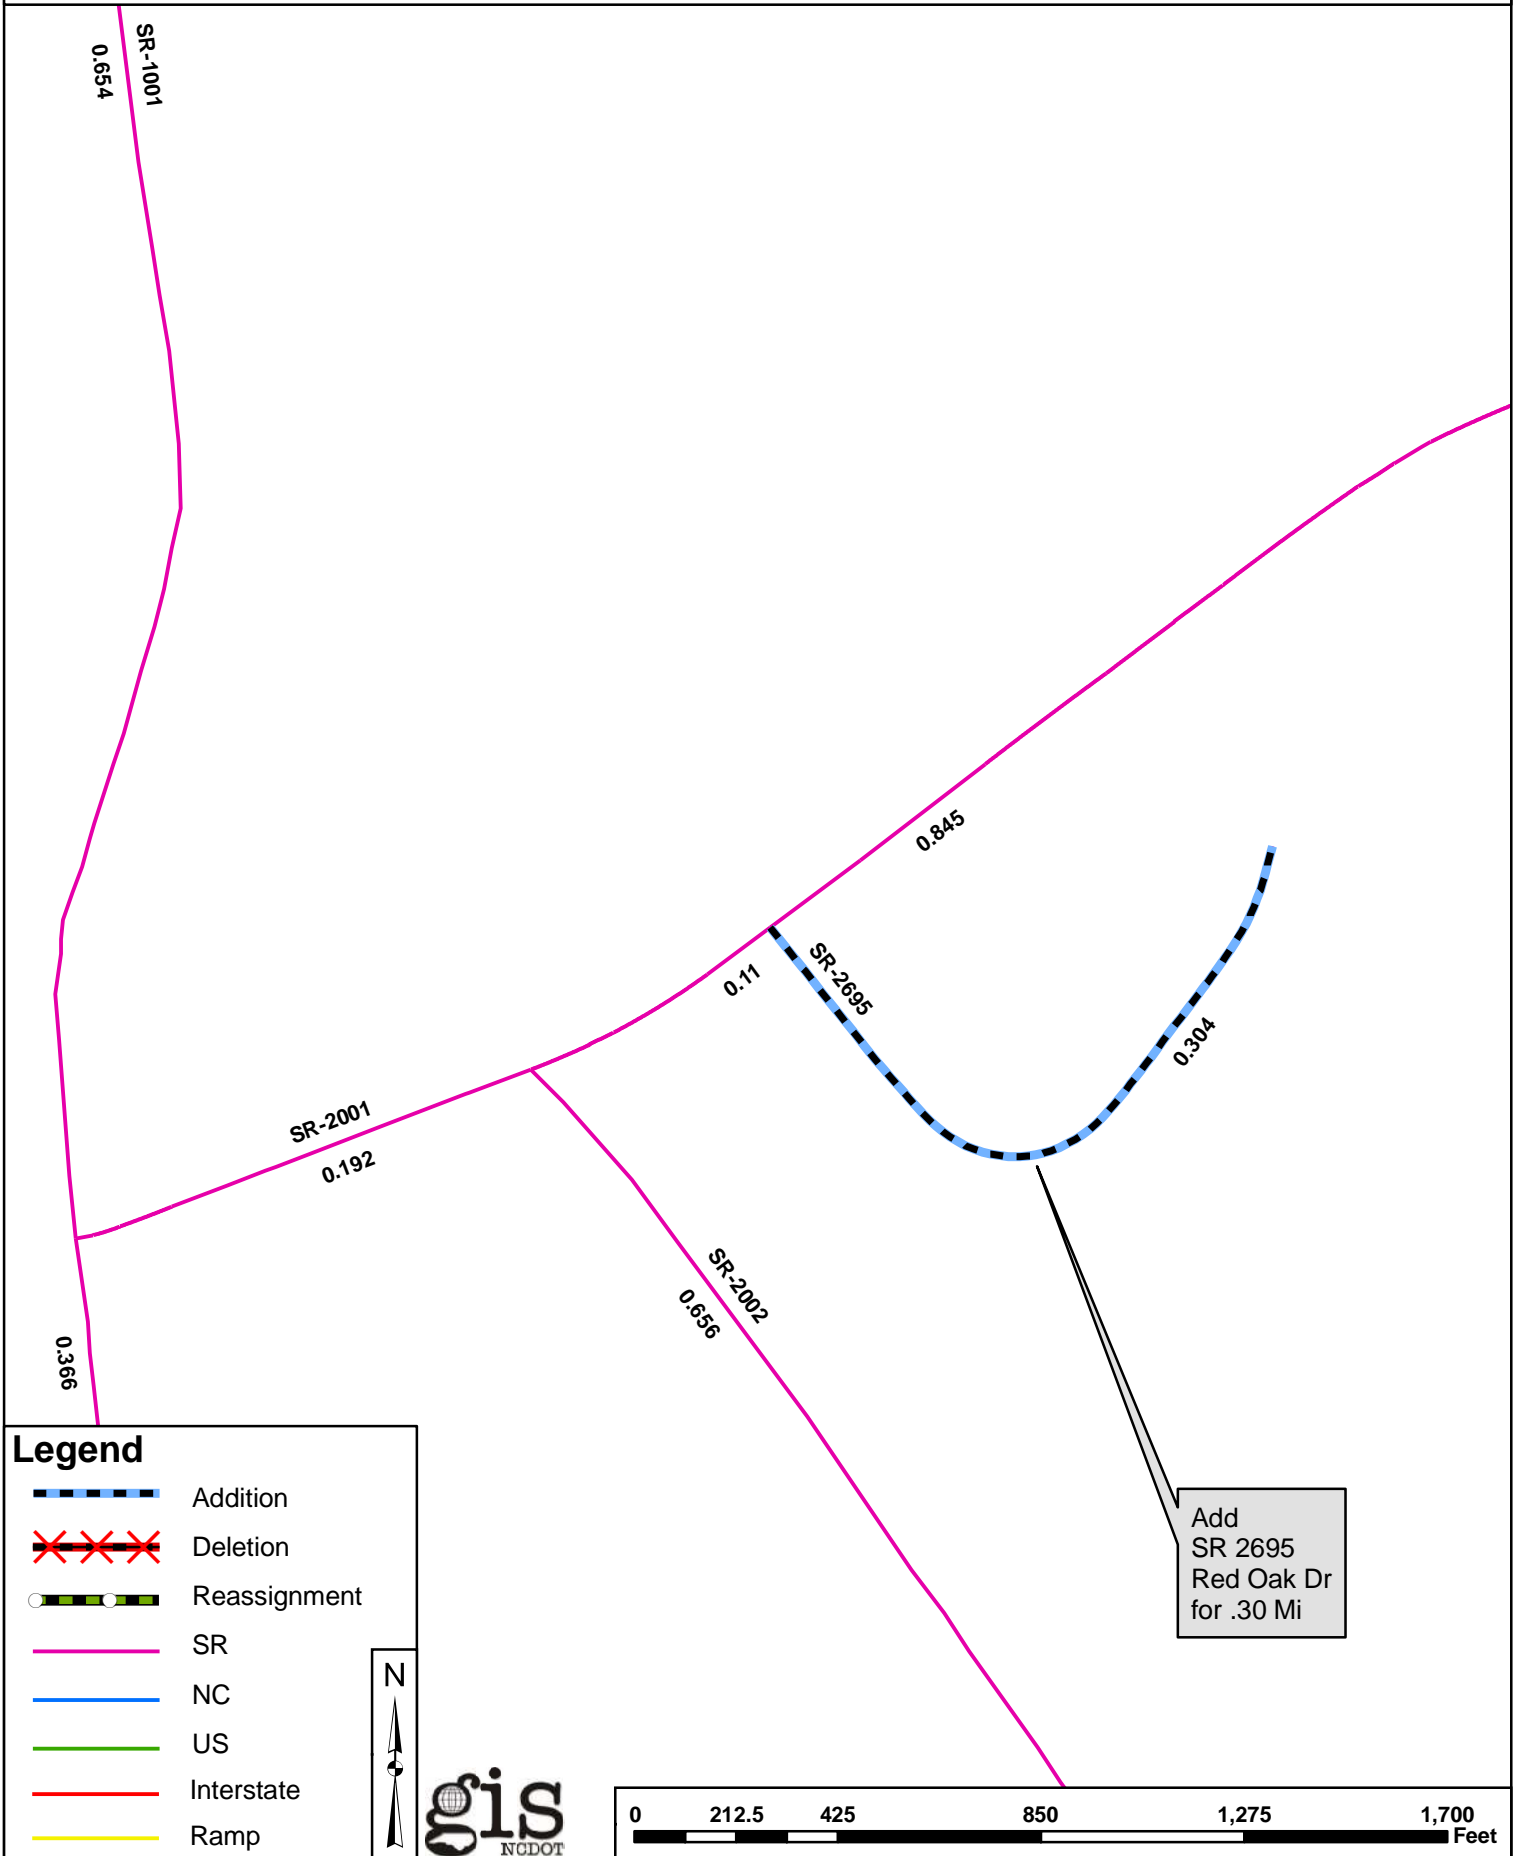 SR-1001
0.654
0.845
SR-2695
0.11
0.304
SR-2001
0.192
SR-2002
0.656
0.366
Add
SR 2695
Red Oak Dr
for .30 Mi
Legend
Addition
Deletion
Reassignment
SR
NC
US
Interstate
Ramp
N
gis
NCDOT
0 212.5 425 850 1,275 1,700
Feet